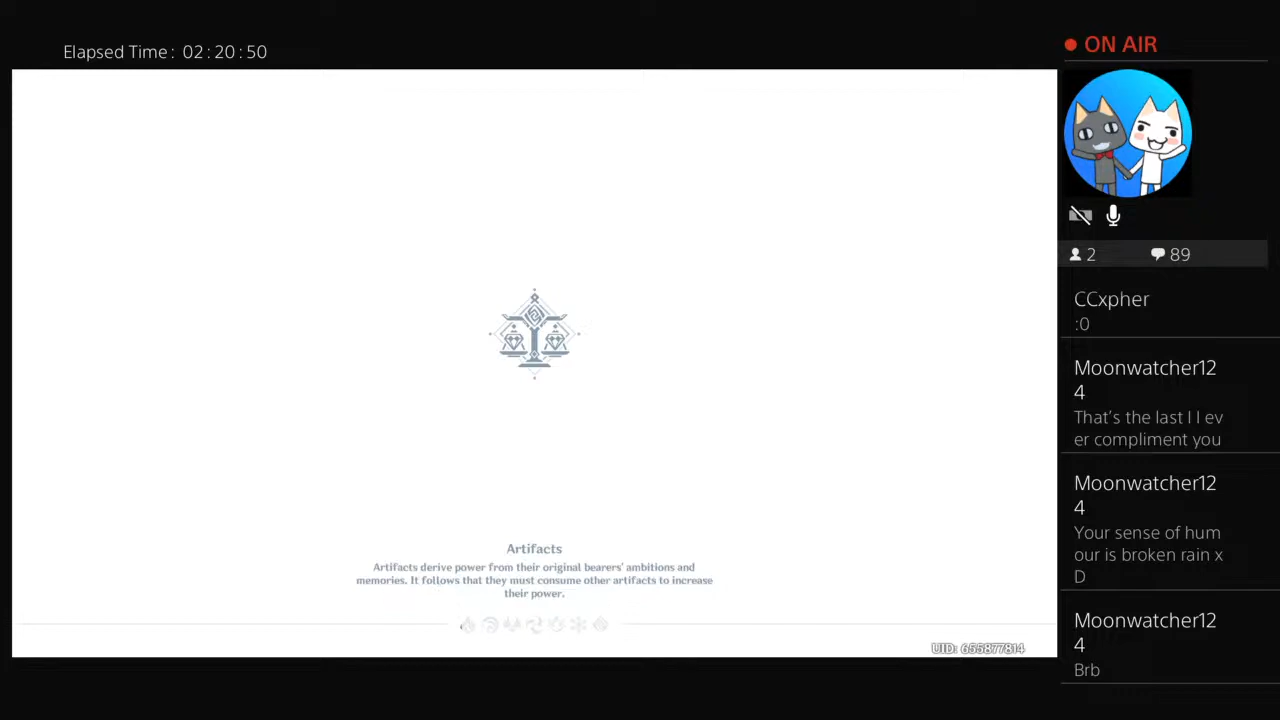 Elapsed Time: 02:20:50
ON AIR
2 89
CCxpher
:0
Moonwatcher12
4
That's the last I l ev
er compliment you
Moonwatcher12
4
Your sense of hum
our is broken rain x
D
Moonwatcher12
4
Brb
Artifacts
Artifacts derive power from their original bearers' ambitions and
memories. It follows that they must consume other artifacts to increase
their power.
UID: 655877814